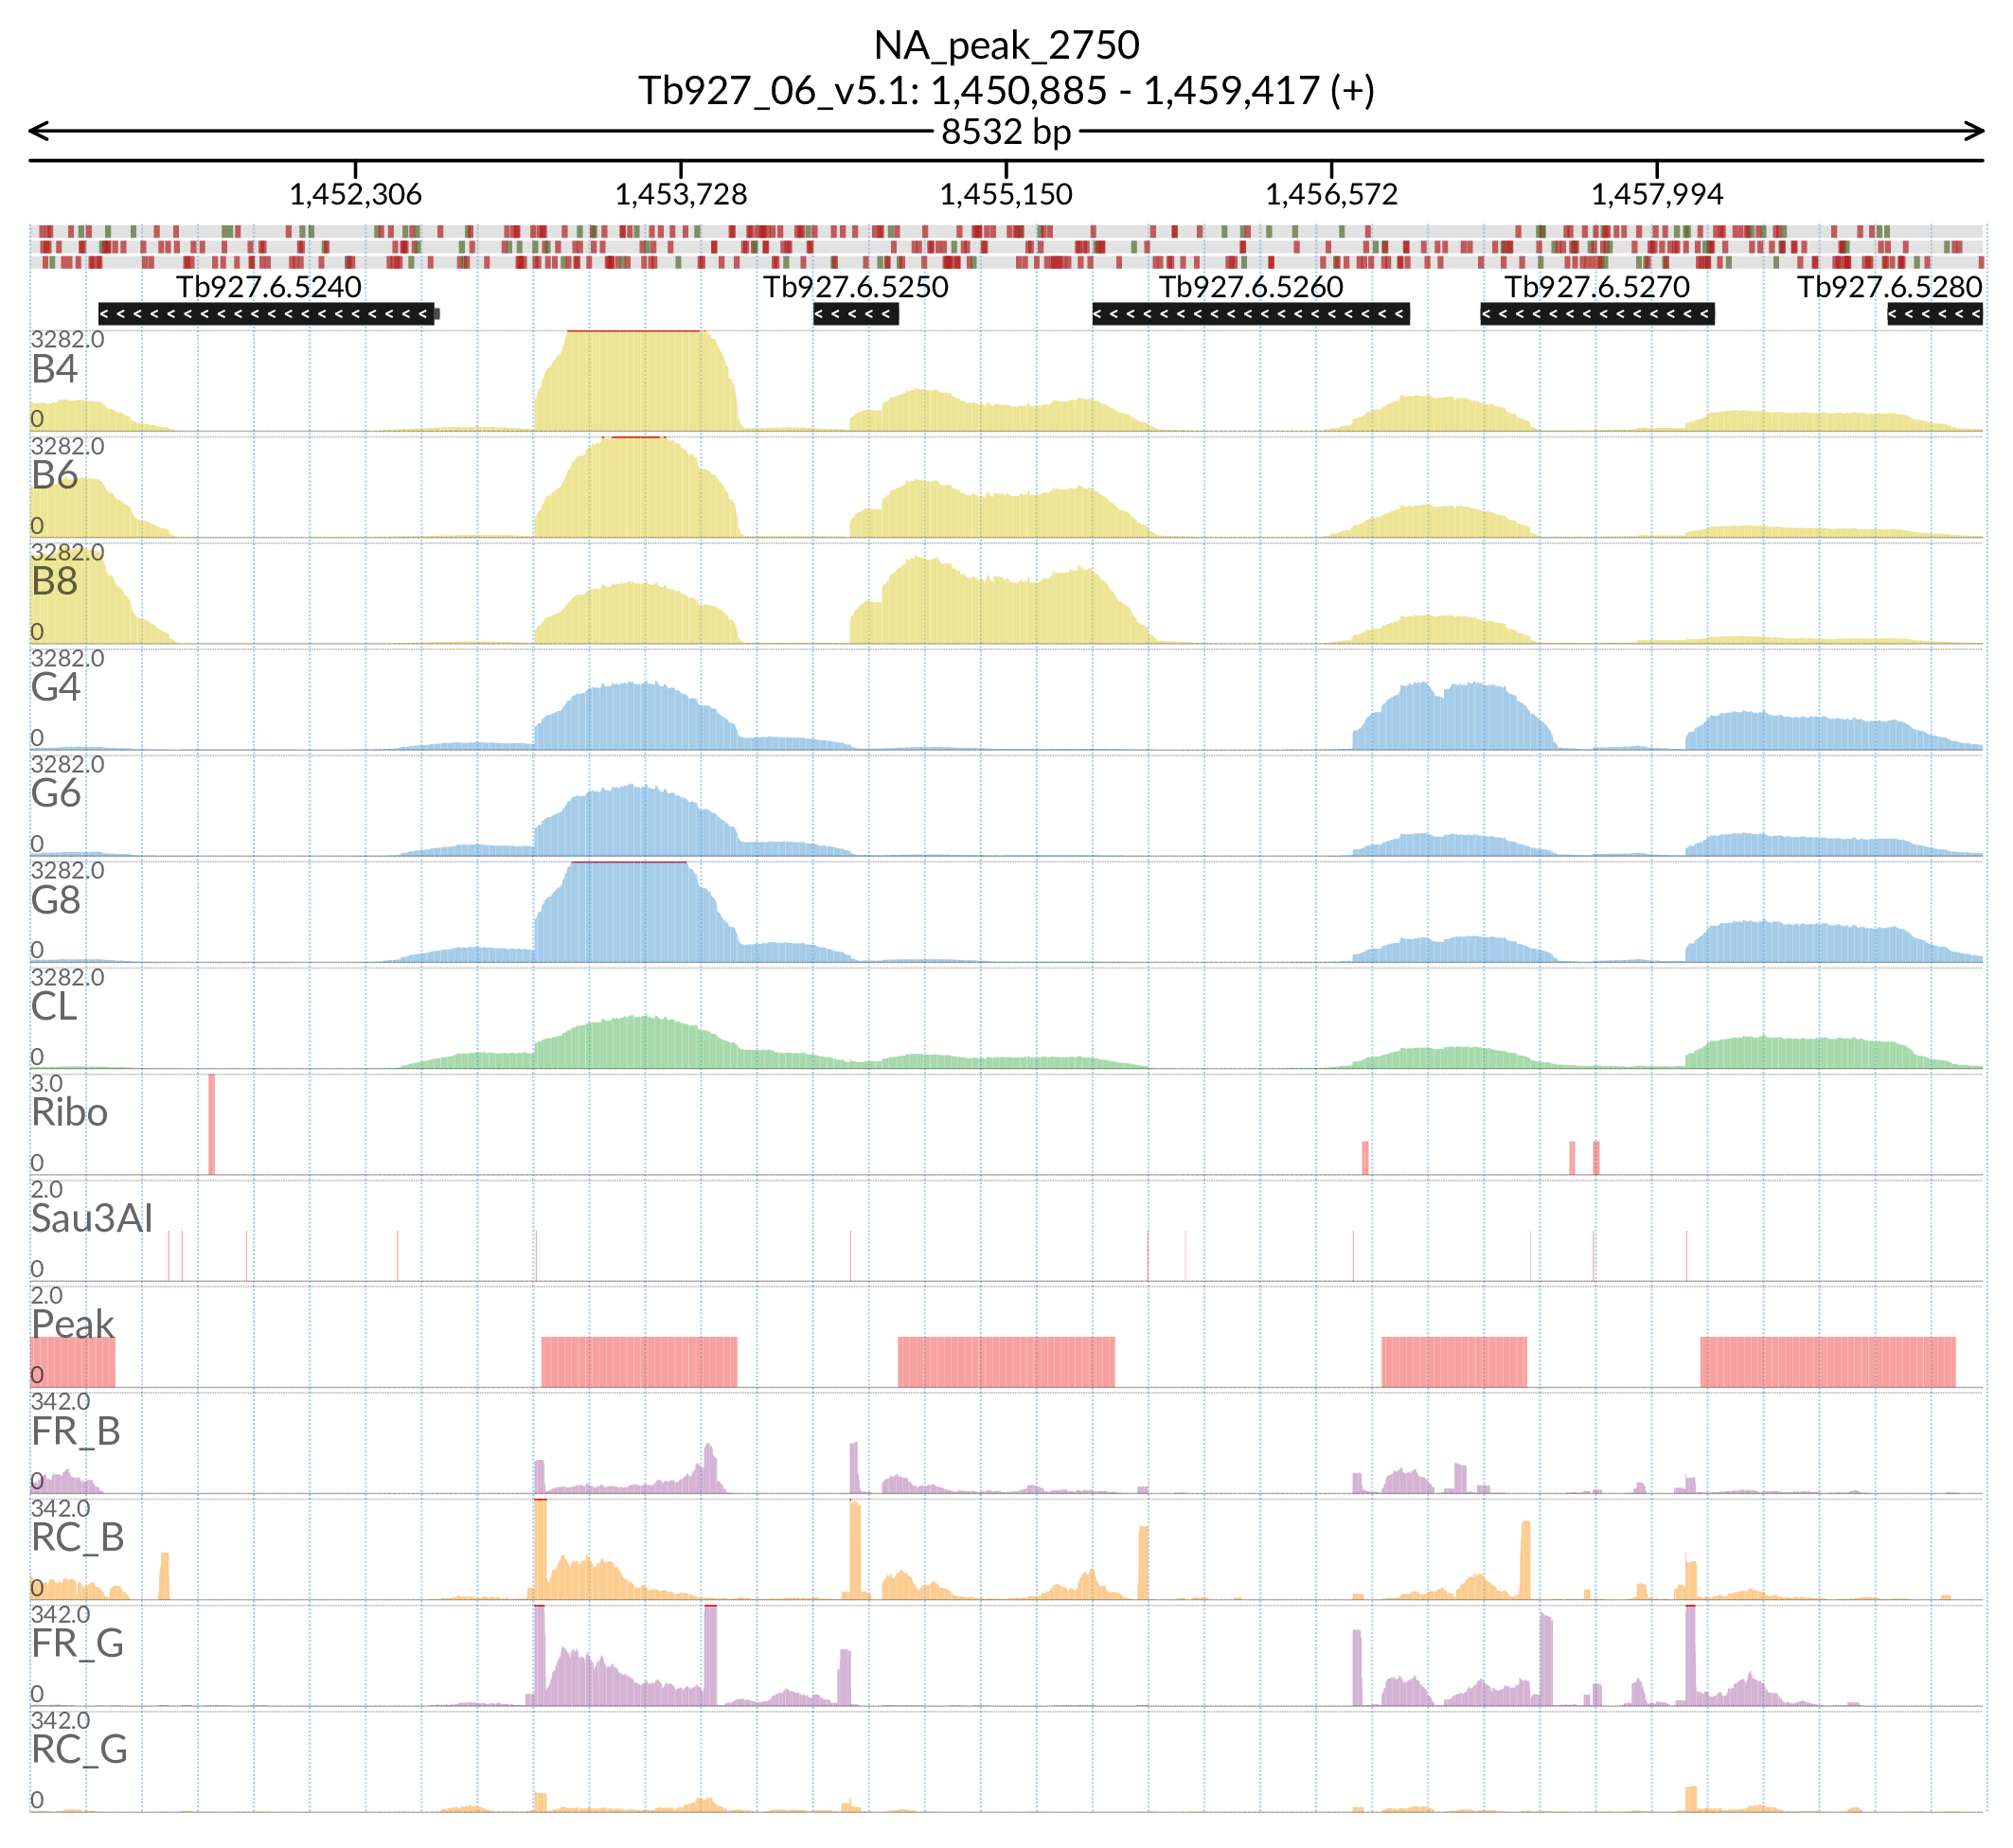 NA_peak_2750
Tb927_06_v5.1: 1,450,885 - 1,459,417 (+)
8532 bp
1,452,306 1,453,728 1,455,150 1,456,572 1,457,994
Tb927.6.5240 Tb927.6.5250 Tb927.6.5260 Tb927.6.5270 Tb927.6.5280
3282.0
B4
0
3282.0
B6
0
3282.0
B8
0
3282.0
G4
0
3282.0
G6
0
3282.0
G8
0
3282.0
CL
0
3.0
Ribo
0
2.0
Sau3AI
0
2.0
Peak
0
342.0
FR_B
0
342.0
RC_B
0
342.0
FR_G
0
342.0
RC_G
0